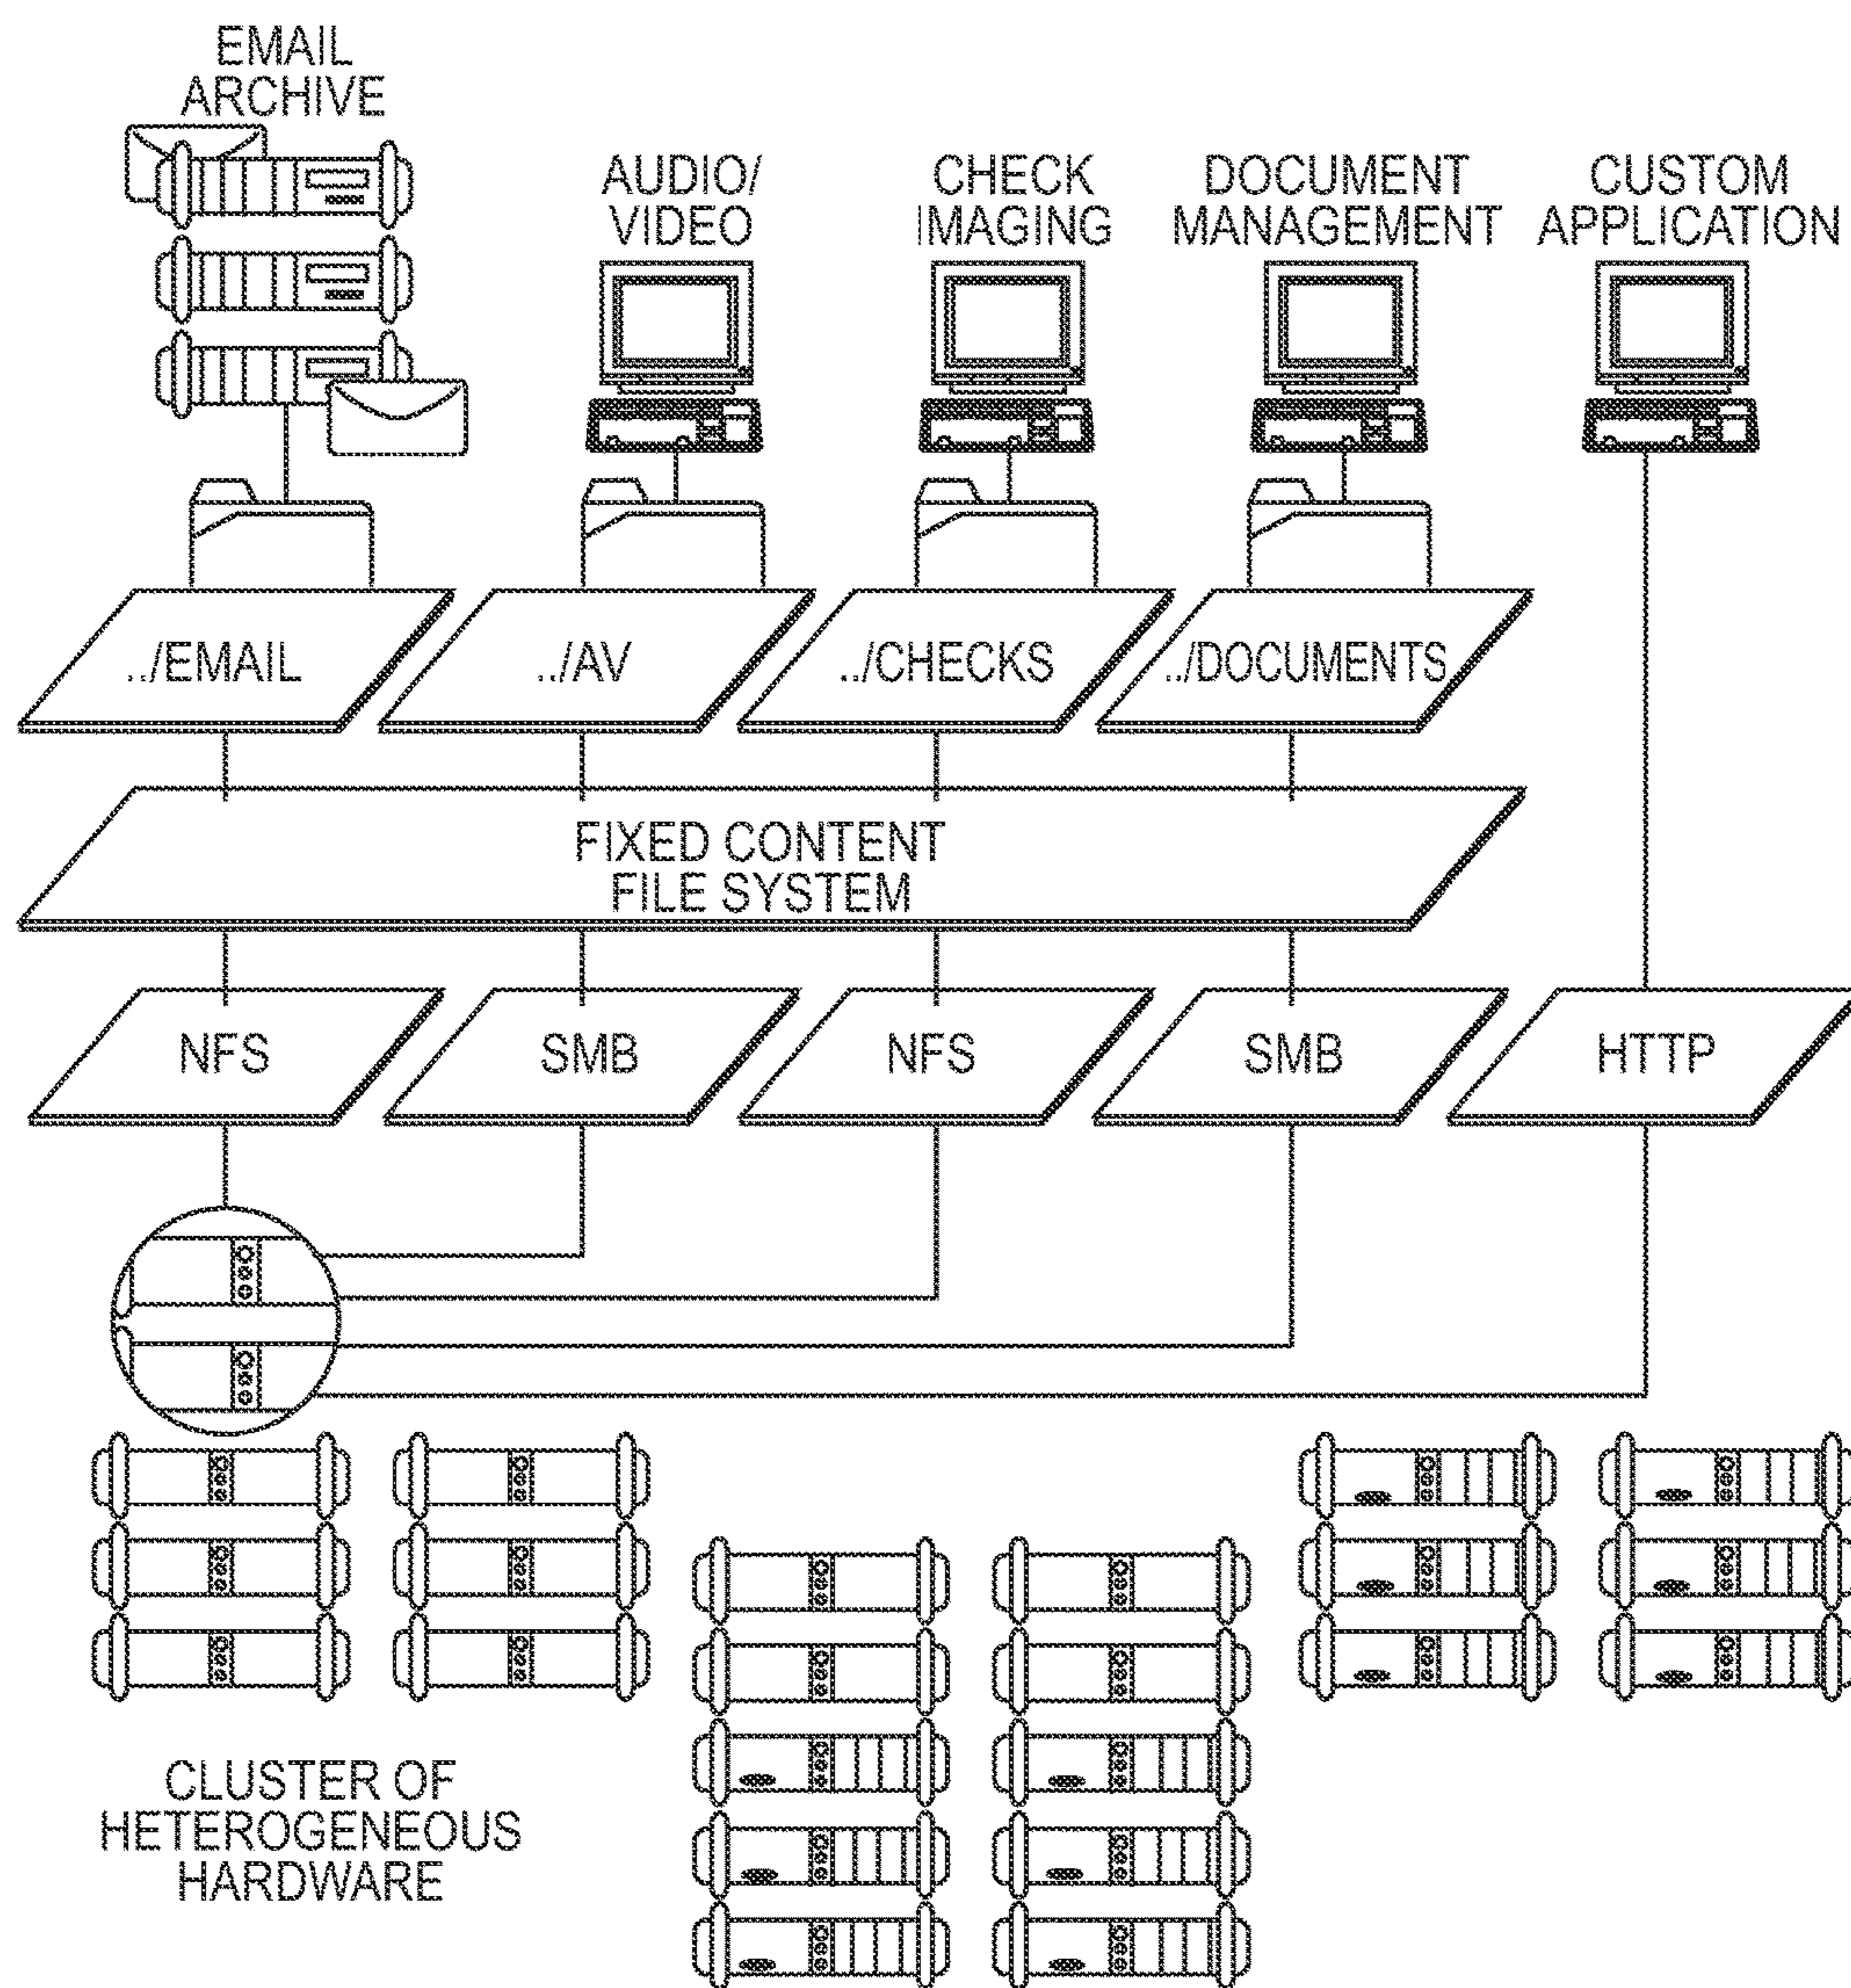 EMAIL
ARCHIVE
AUDIO/
VIDEO
CHECK
IMAGING
DOCUMENT
MANAGEMENT
CUSTOM
APPLICATION
../EMAIL
../AV
../CHECKS
../DOCUMENTS
FIXED CONTENT
FILE SYSTEM
NFS
SMB
NFS
SMB
HTTP
CLUSTER OF
HETEROGENEOUS
HARDWARE